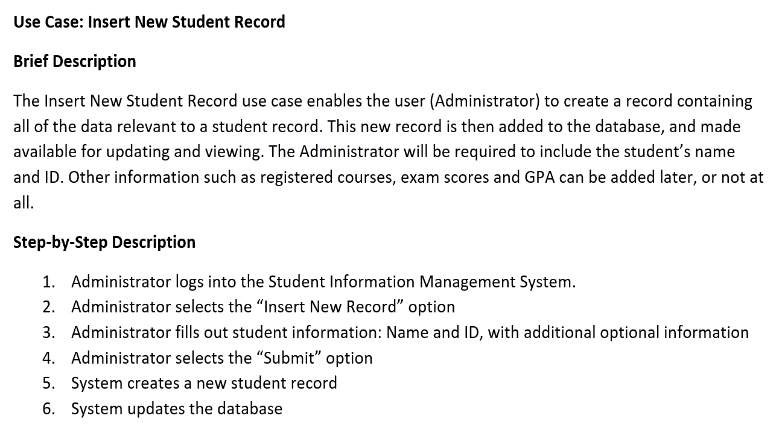 Use Case: Insert New Student Record
Brief Description
The Insert New Student Record use case enables the user (Administrator) to create a record containing
all of the data relevant to a student record. This new record is then added to the database, and made
available for updating and viewing. The Administrator will be required to include the student's name
and ID. Other information such as registered courses, exam scores and GPA can be added later, or not at
all.
Step-by-Step Description
1. Administrator logs into the Student Information Management System.
2. Administrator selects the “Insert New Record” option
3. Administrator fills out student information: Name and ID, with additional optional information
4. Administrator selects the “Submit” option
5. System creates a new student record
6. System updates the database